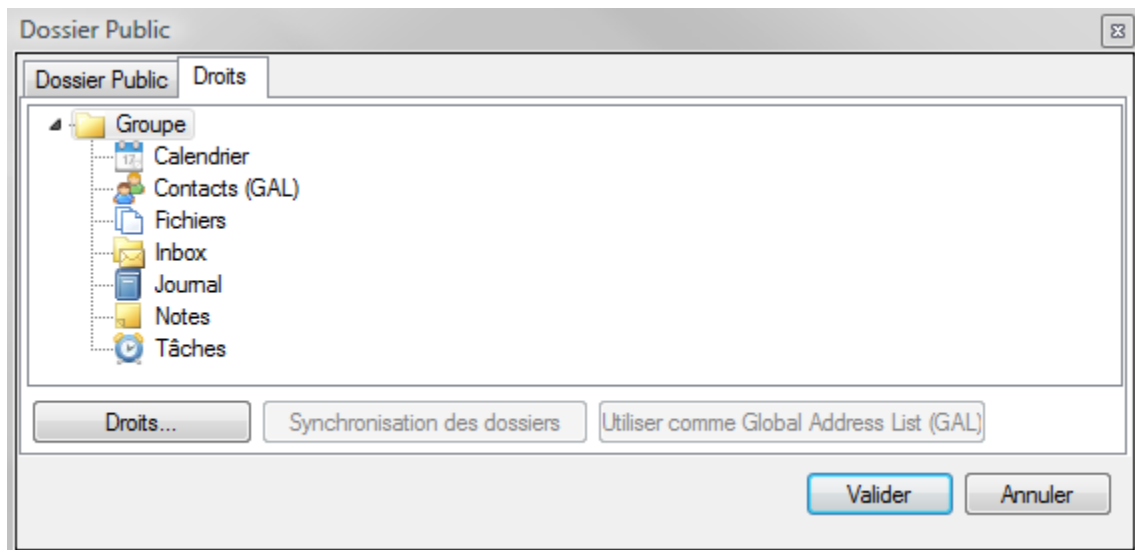 Dossier Public
Dossier Public Droits
Groupe
17
Calendrier
Contacts (GAL)
Fichiers
Inbox
Journal
Notes
Tâches
Droits... Synchronisation des dossiers Utiliser comme Global Address List (GAL)
Valider Annuler